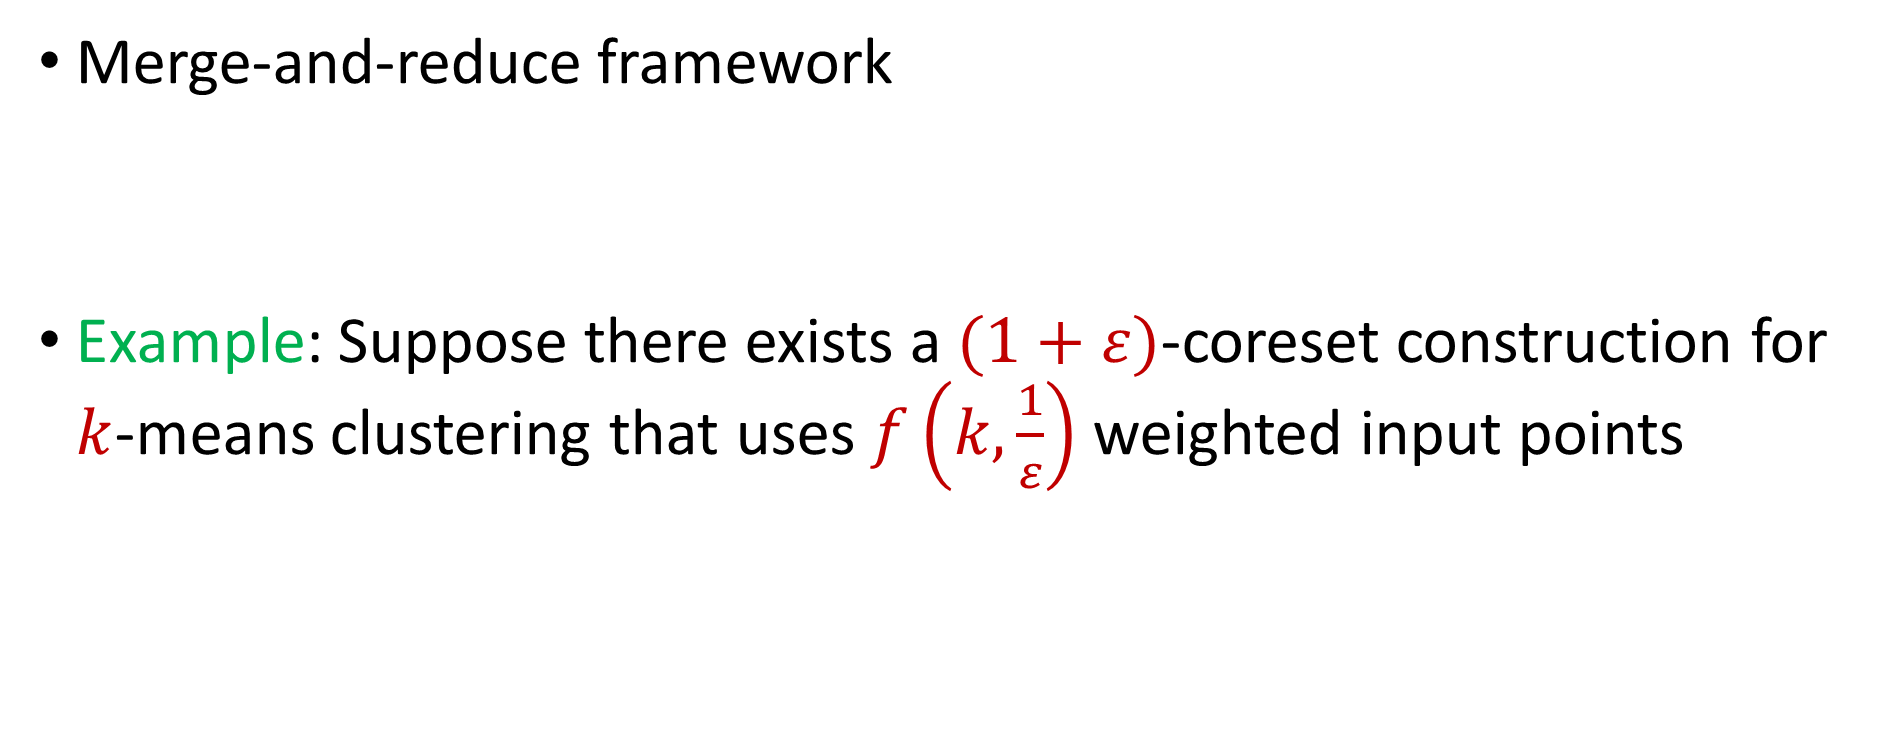 • Merge-and-reduce framework
• Example: Suppose there exists a (1 + ε)-coreset construction for
k-means clustering that uses f(k, 1/ε) weighted input points